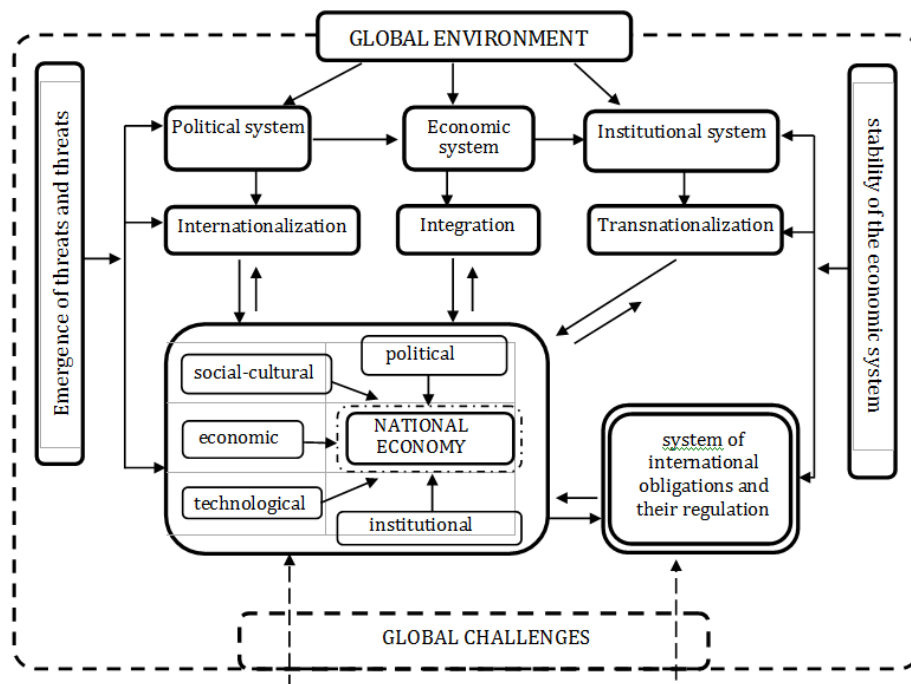 GLOBAL ENVIRONMENT
Political system
Economic
system
Institutional system
Internationalization
Integration
Transnationalization
Emergence of threats and threats
stability of the economic system
social-cultural
political
economic
NATIONAL
ECONOMY
technological
institutional
system of
international
obligations and
their regulation
GLOBAL CHALLENGES